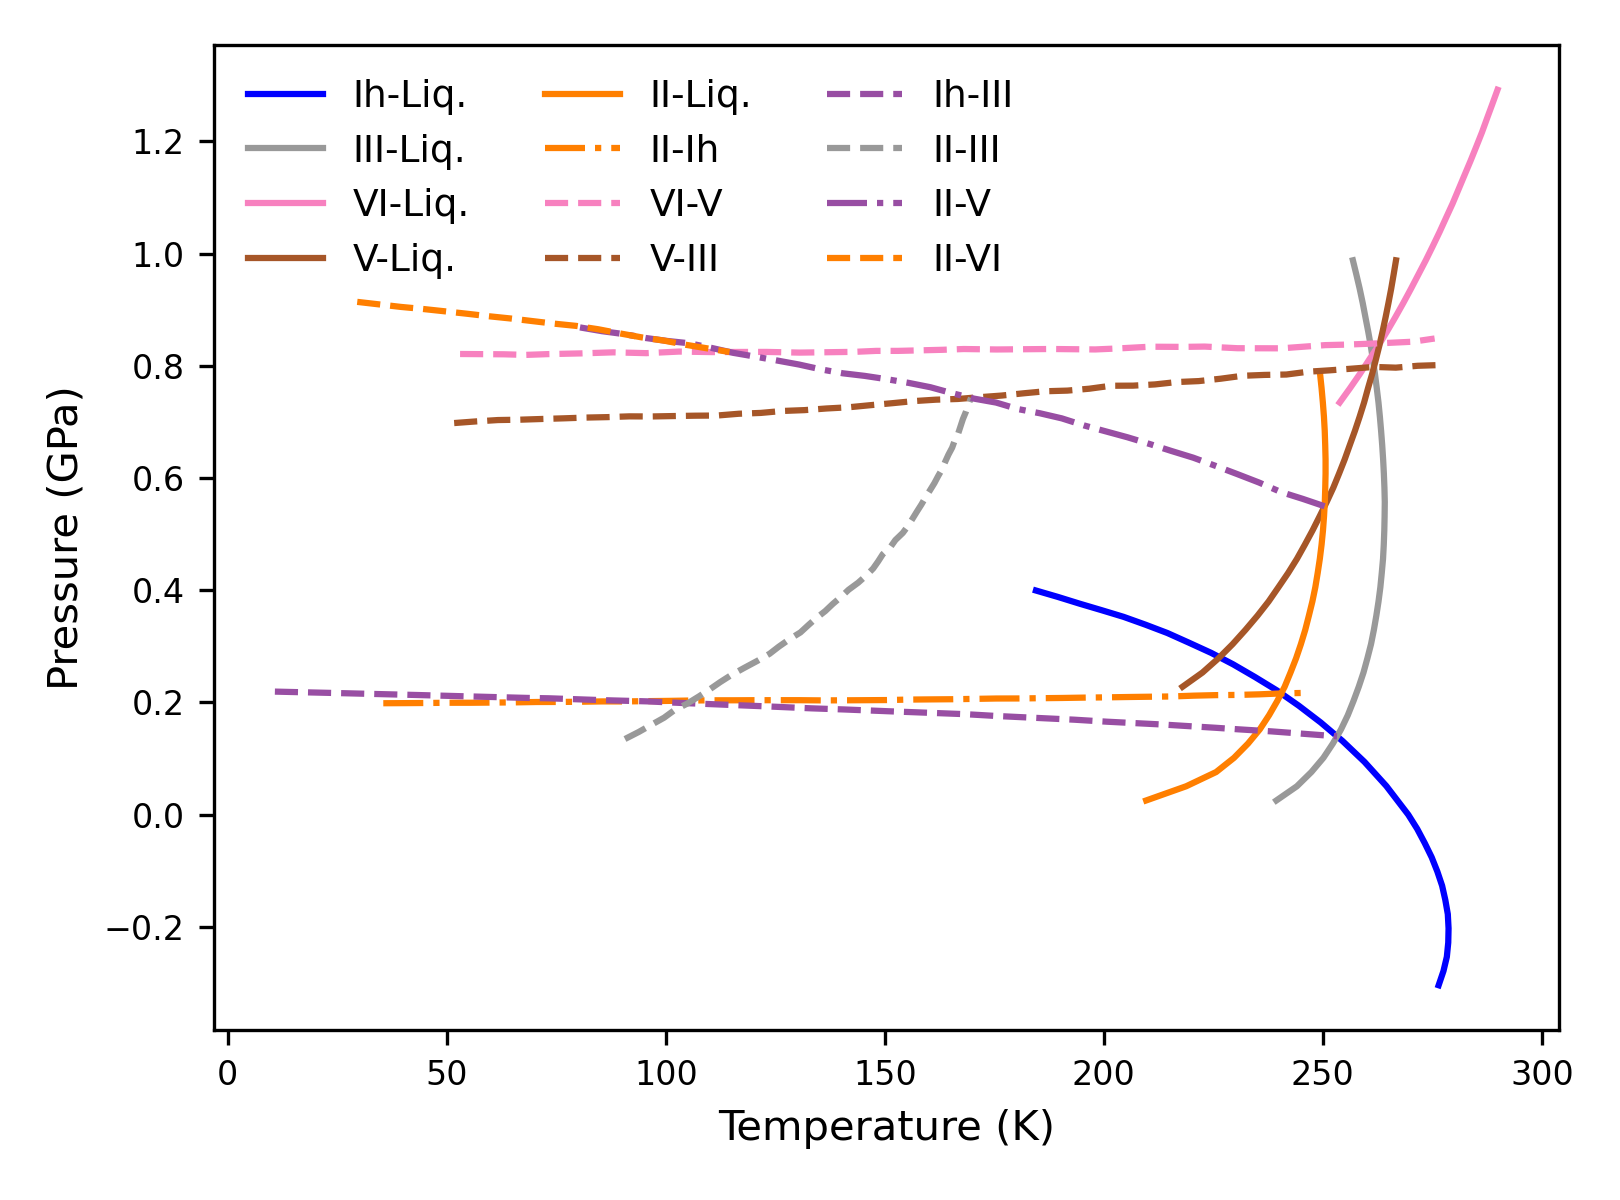 Ih-Liq.
III-Liq.
VI-Liq.
V-Liq.
II-Liq.
II-Ih
VI-V
V-III
Ih-III
II-III
II-V
II-VI
Pressure (GPa)
1.2
1.0
0.8
0.6
0.4
0.2
0.0
−0.2
0 50 100 150 200 250 300
Temperature (K)